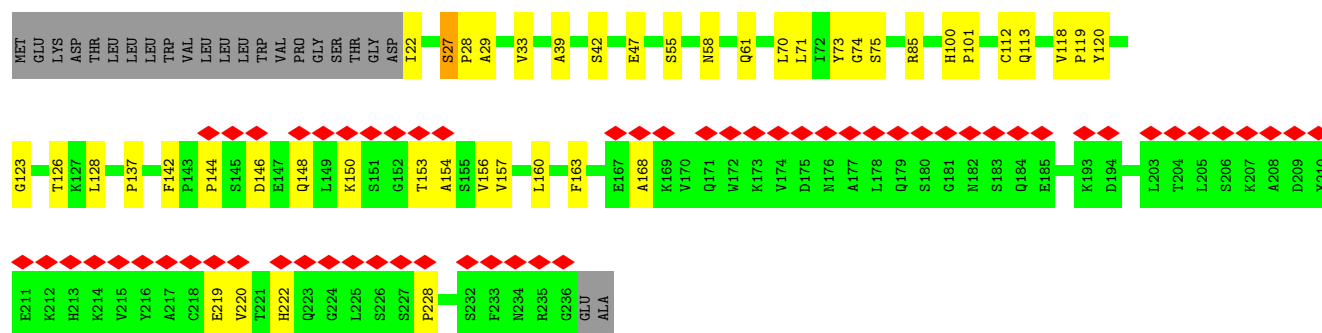 MET GLU LYS ASP THR LEU LEU LEU TRP VAL LEU LEU LEU TRP VAL PRO GLY SER THR GLY ASP I22 S27 P28 A29 V33 A39 S42 E47 S55 N58 Q61 L70 L71 I72 Y73 G74 S75 R85 H100 P101 C112 Q113 V118 P119 Y120
G123 T126 K127 L128 P137 F142 P143 P144 S145 D146 E147 Q148 L149 K150 S151 G152 T153 A154 S155 V156 V157 L160 F163 E167 A168 K169 V170 Q171 W172 K173 V174 D175 N176 A177 L178 Q179 S180 G181 N182 S183 Q184 E185 K193 D194 L203 T204 L205 S206 K207 A208 D209 Y210
E211 K212 H213 K214 V215 Y216 A217 C218 E219 V220 T221 H222 Q223 G224 L225 S226 S227 P228 S232 F233 N234 R235 G236 GLU ALA